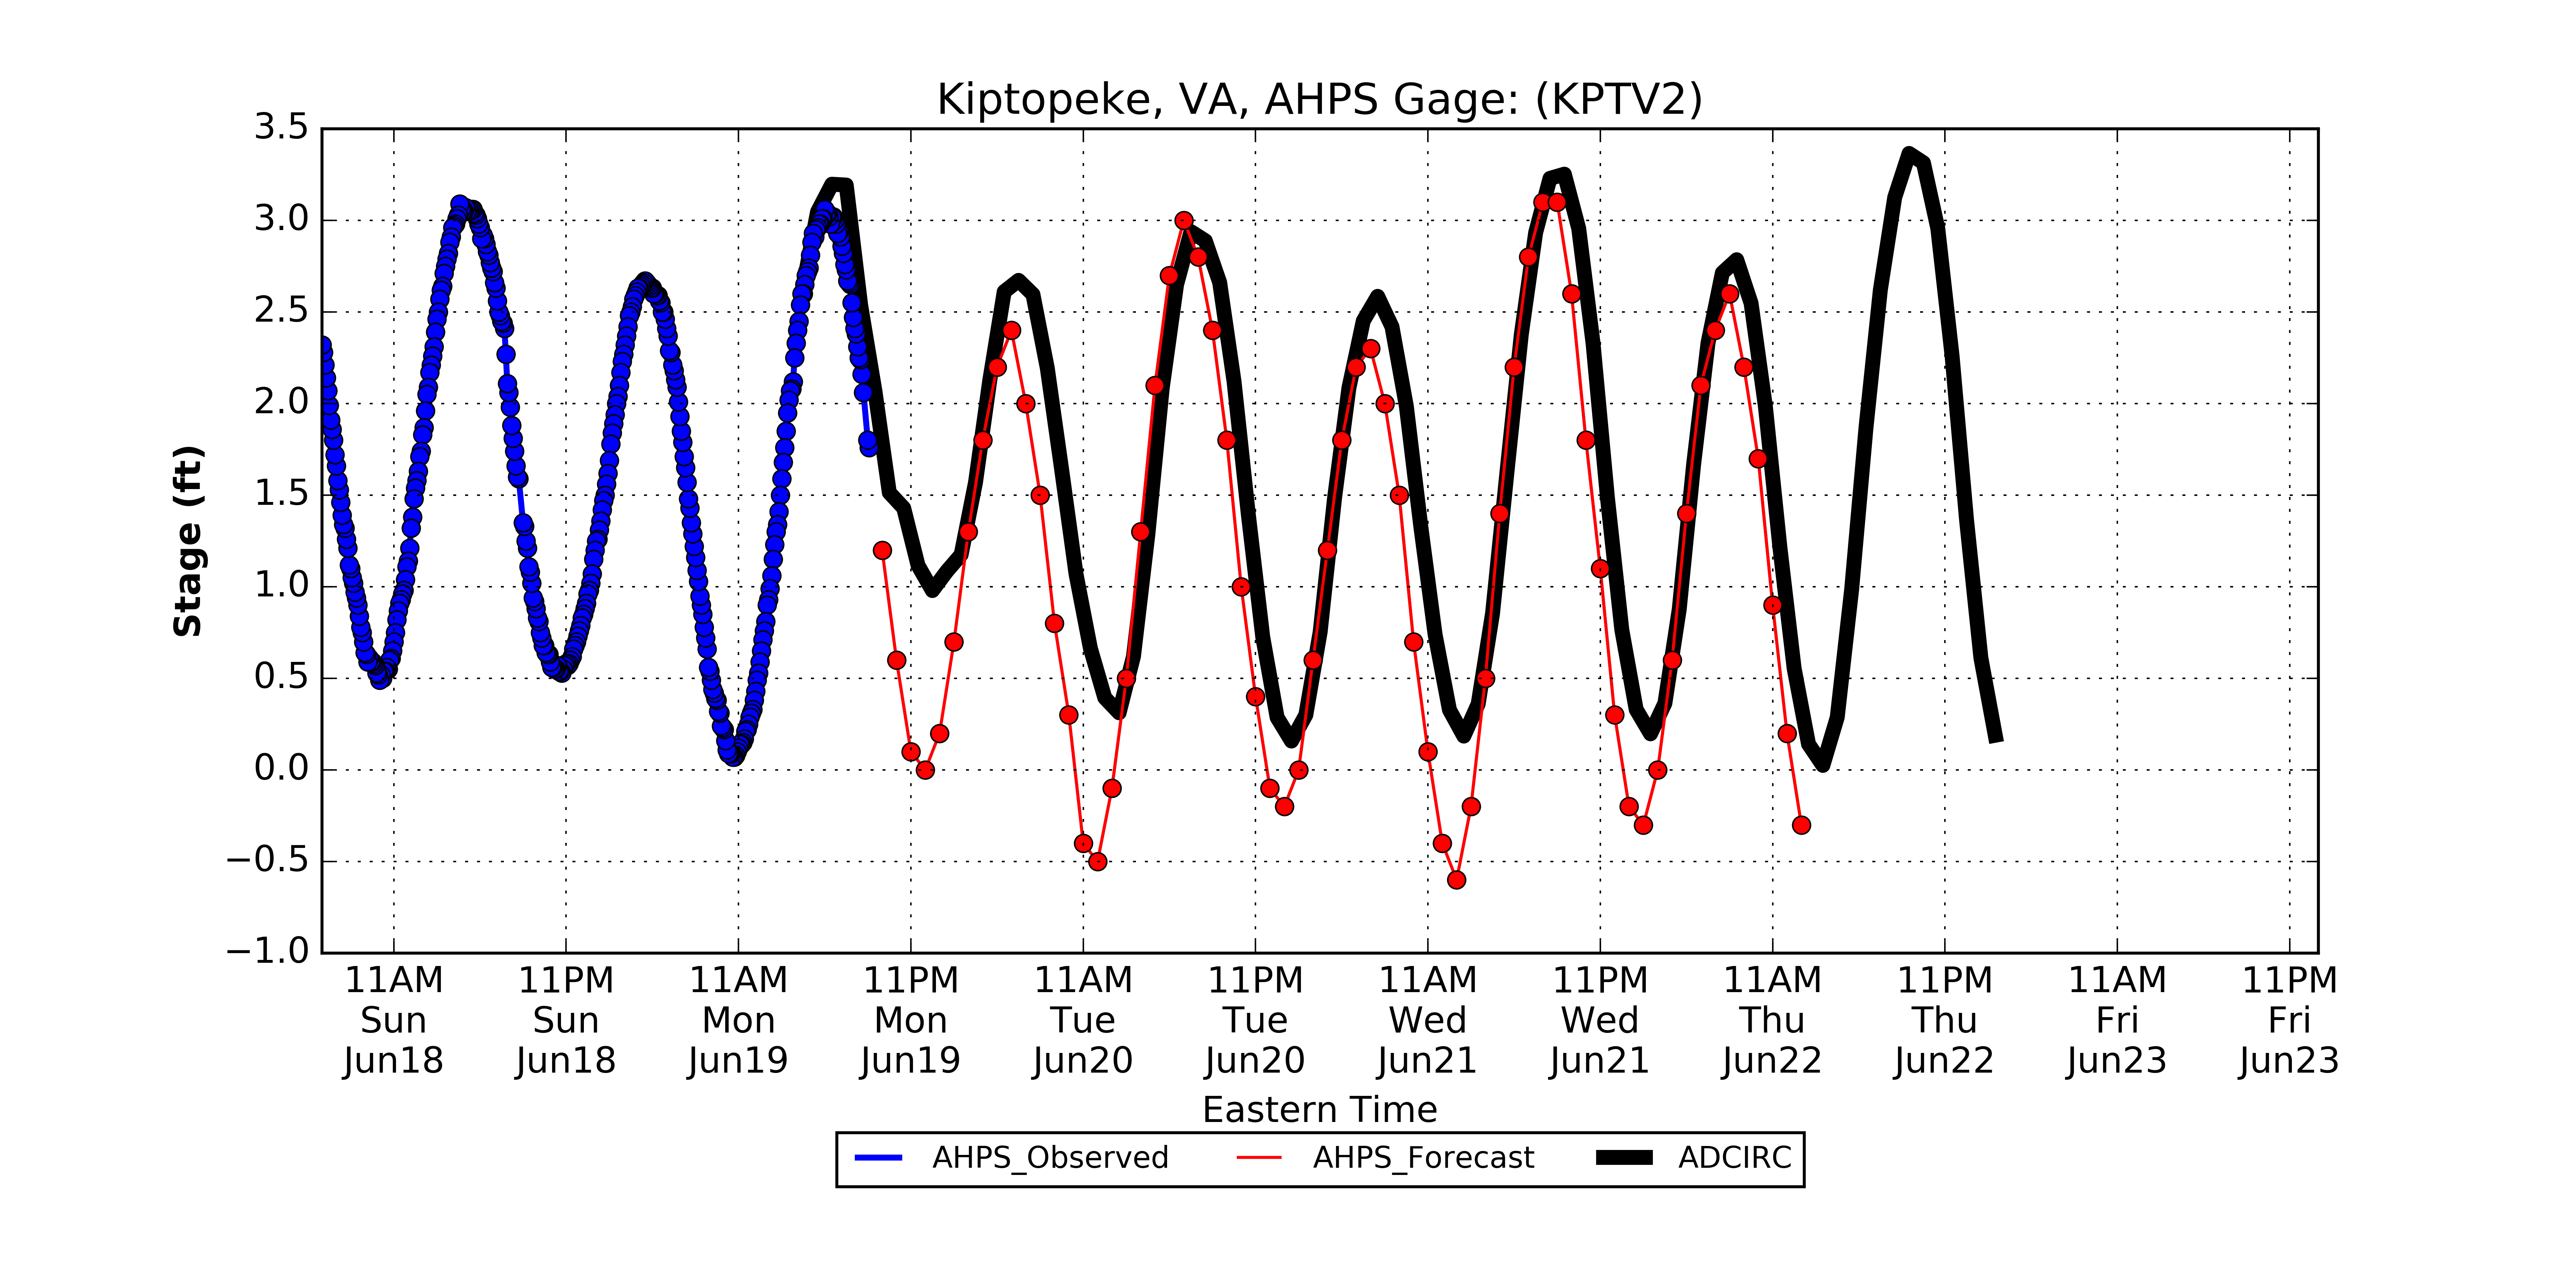 Kiptopeke, VA, AHPS Gage: (KPTV2)
3.5
3.0
2.5
2.0
1.5
1.0
0.5
0.0
−0.5
−1.0
Stage (ft)
11AM 11PM 11AM 11PM 11AM 11PM 11AM 11PM 11AM 11PM 11AM 11PM
Sun Sun Mon Mon Tue Tue Wed Wed Thu Thu Fri Fri
Jun18 Jun18 Jun19 Jun19 Jun20 Jun20 Jun21 Jun21 Jun22 Jun22 Jun23 Jun23
Eastern Time
AHPS_Observed AHPS_Forecast ADCIRC